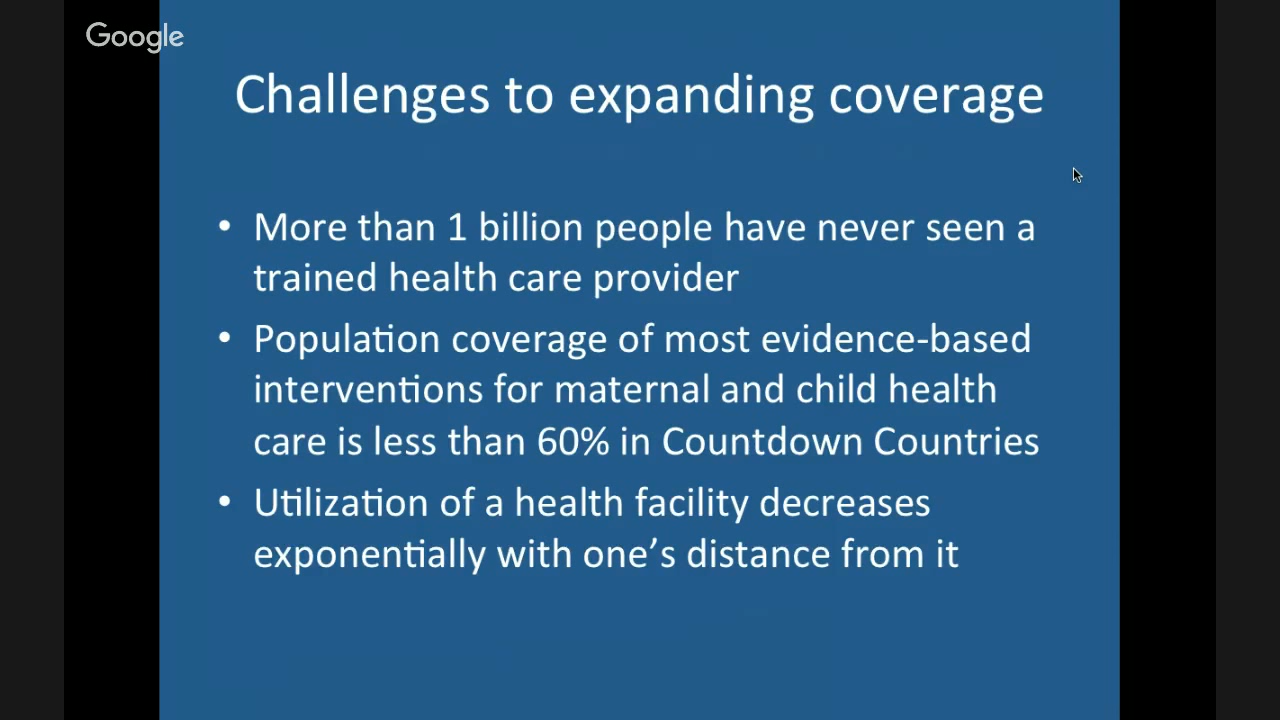 Google
Challenges to expanding coverage
• More than 1 billion people have never seen a
trained health care provider
• Population coverage of most evidence-based
interventions for maternal and child health
care is less than 60% in Countdown Countries
• Utilization of a health facility decreases
exponentially with one’s distance from it